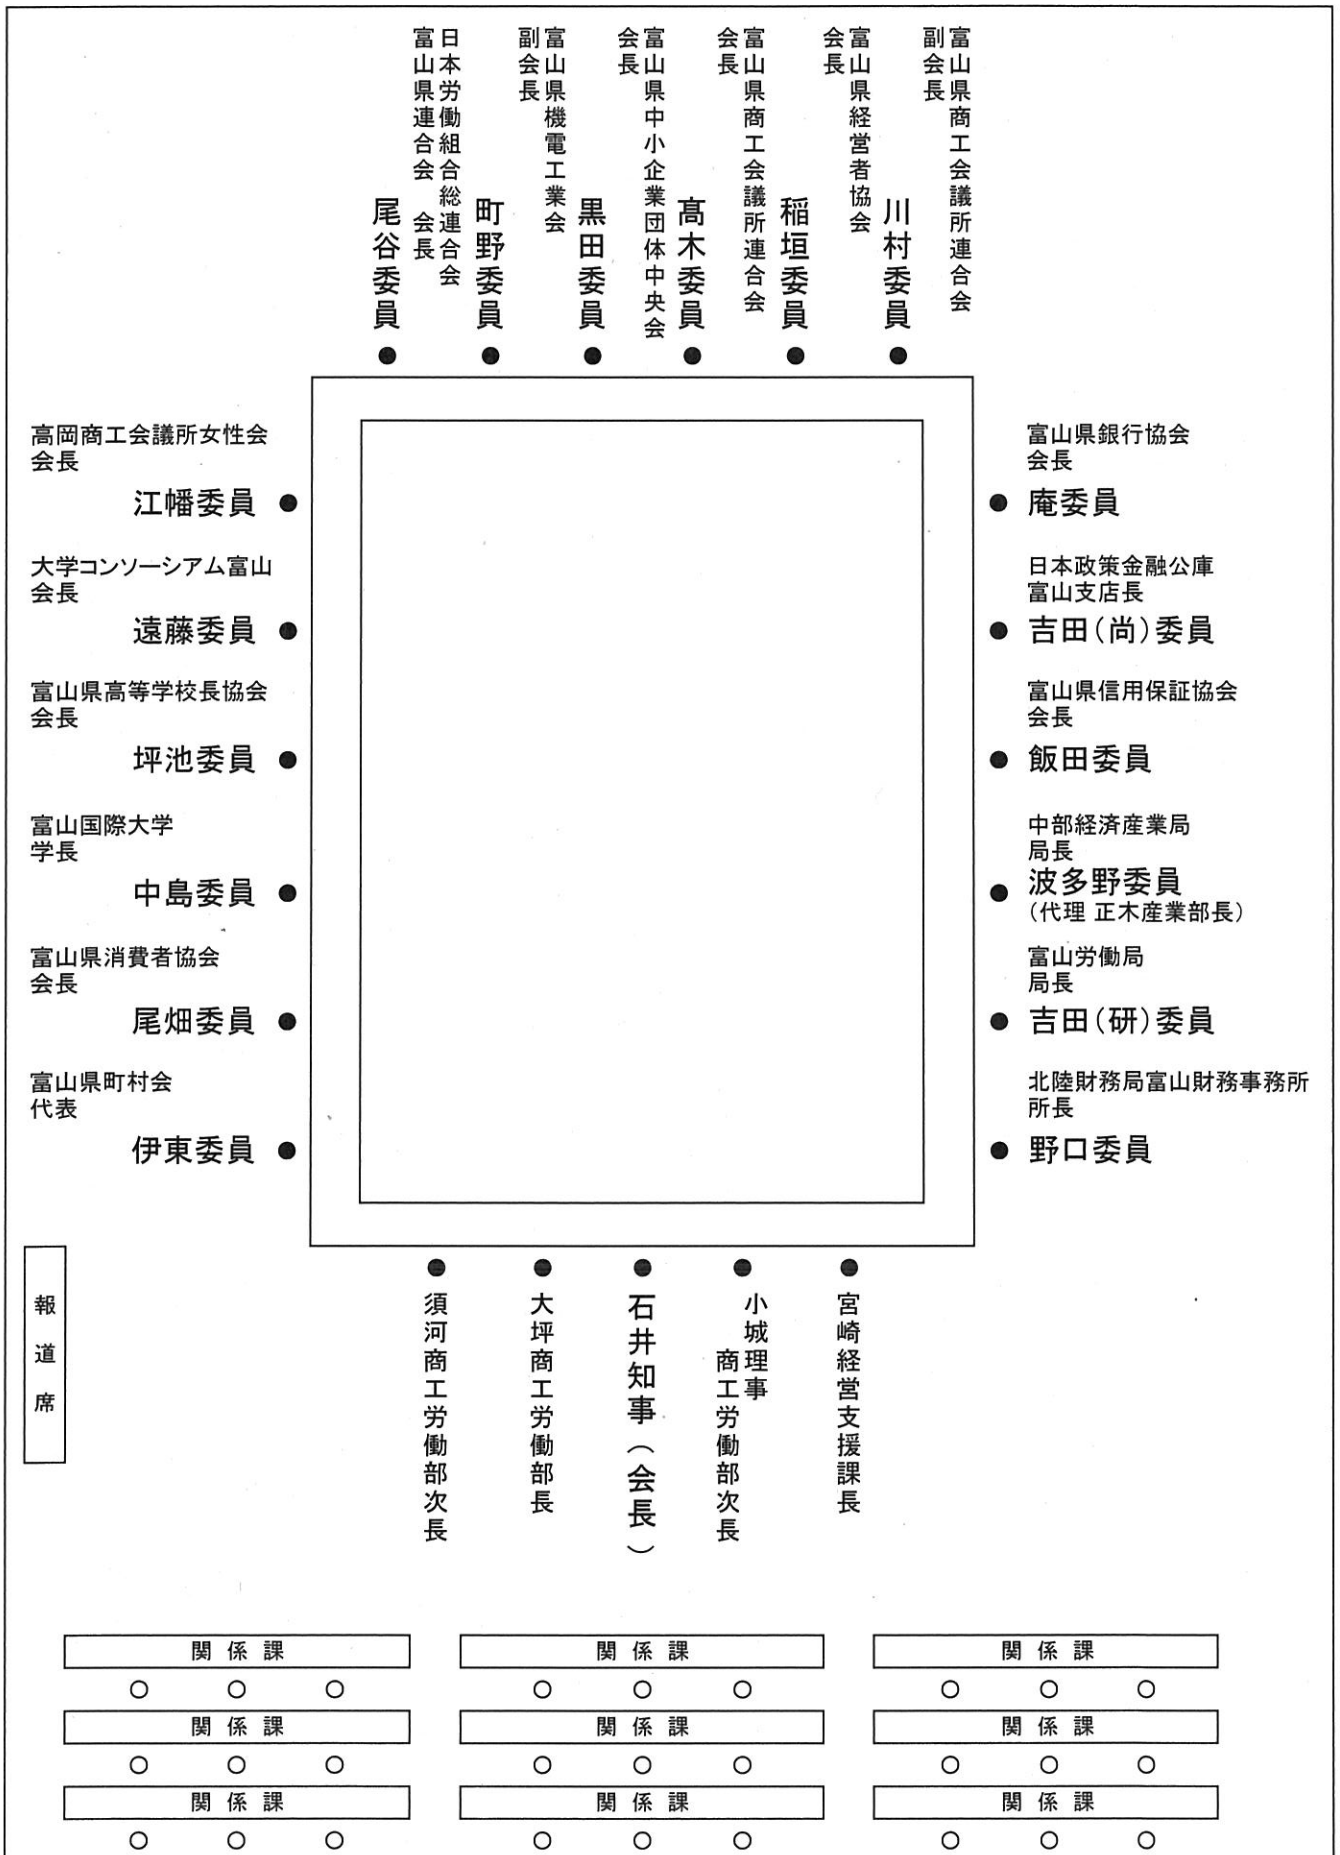 富山県商工会議所連合会
副会長
川村委員
富山県経営者協会
会長
稲垣委員
富山県商工会議所連合会
会長
髙木委員
富山県中小企業団体中央会
会長
黒田委員
富山県機電工業会
副会長
町野委員
日本労働組合総連合会
富山県連合会　会長
尾谷委員
高岡商工会議所女性会
会長
江幡委員
大学コンソーシアム富山
会長
遠藤委員
富山県高等学校長協会
会長
坪池委員
富山国際大学
学長
中島委員
富山県消費者協会
会長
尾畑委員
富山県町村会
代表
伊東委員
富山県銀行協会
会長
庵委員
日本政策金融公庫
富山支店長
吉田(尚)委員
富山県信用保証協会
会長
飯田委員
中部経済産業局
局長
波多野委員
(代理 正木産業部長)
富山労働局
局長
吉田(研)委員
北陸財務局富山財務事務所
所長
野口委員
報道席
宮崎経営支援課長
小城理事
商工労働部次長
石井知事(会長)
大坪商工労働部長
須河商工労働部次長
関係課
関係課
関係課
関係課
関係課
関係課
関係課
関係課
関係課